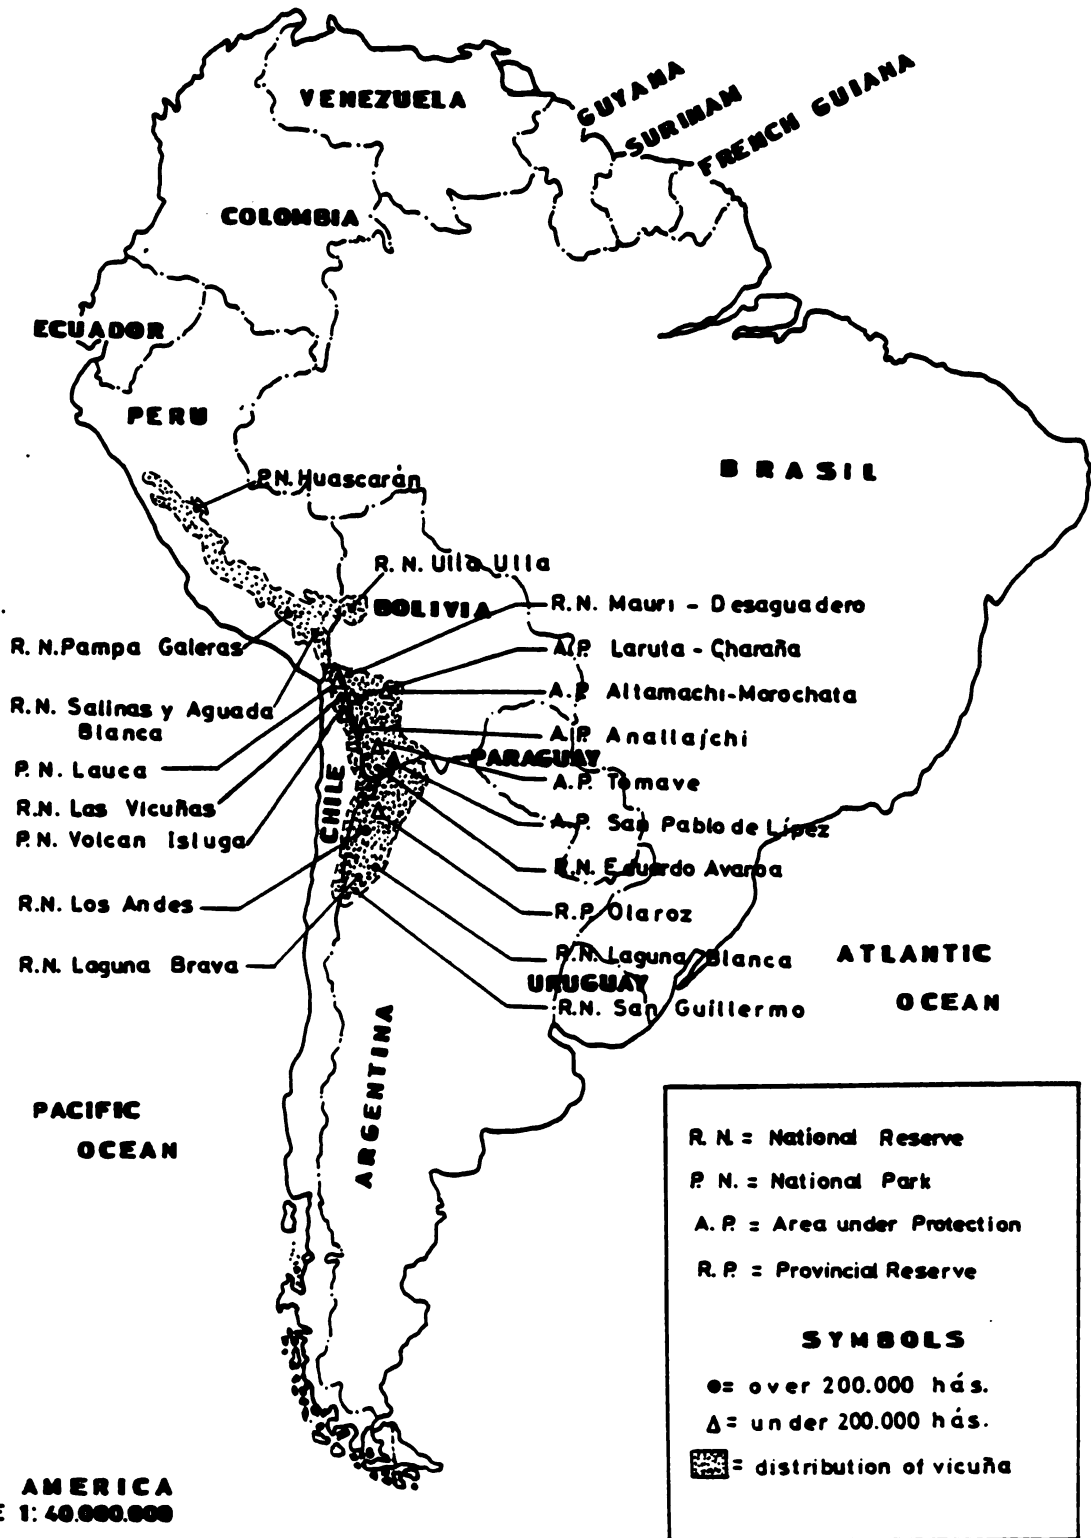 VENEZUELA
GUYANA
SURINAM
FRENCH GUIANA
COLOMBIA
ECUADOR
PERU
BRASIL
P.N. Huascarán
R. N. Ulla Ulla
BOLIVIA
R.N. Mauri - Desaguadero
R. N. Pampa Galeras
A.P. Laruta - Charaña
R.N. Salinas y Aguada
Blanca
A.P. Altamachi-Morochata
A.P. Anallajchi
P.N. Lauca
PARAGUAY
A.P. Tomave
R.N. Las Vicuñas
CHILE
A.P. San Pablo de Lípez
P.N. Volcan Isluga
R.N. Eduardo Avaroa
R.N. Los Andes
R.P. Olaroz
R.N. Laguna Brava
R.N. Laguna Blanca
ATLANTIC
OCEAN
URUGUAY
R.N. San Guillermo
ARGENTINA
PACIFIC
OCEAN
R. N. = National Reserve
P. N. = National Park
A. P. = Area under Protection
R. P. = Provincial Reserve
SYMBOLS
●= over 200.000 hás.
△= under 200.000 hás.
= distribution of vicuña
AMERICA
E 1: 40.000.000